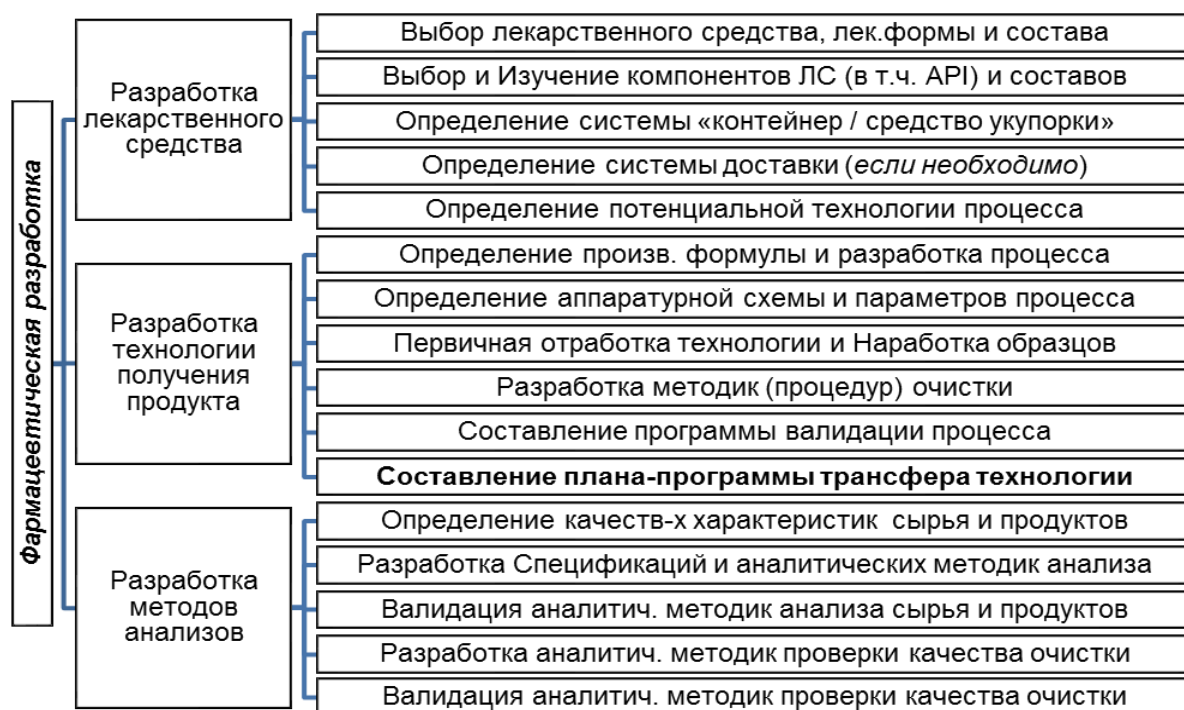 Фармацевтическая разработка
Разработка
лекарственного
средства
Выбор лекарственного средства, лек.формы и состава
Выбор и Изучение компонентов ЛС (в т.ч. API) и составов
Определение системы «контейнер / средство укупорки»
Определение системы доставки (если необходимо)
Определение потенциальной технологии процесса
Разработка
технологии
получения
продукта
Определение произв. формулы и разработка процесса
Определение аппаратурной схемы и параметров процесса
Первичная отработка технологии и Наработка образцов
Разработка методик (процедур) очистки
Составление программы валидации процесса
Составление плана-программы трансфера технологии
Разработка
методов
анализов
Определение качеств-х характеристик сырья и продуктов
Разработка Спецификаций и аналитических методик анализа
Валидация аналитич. методик анализа сырья и продуктов
Разработка аналитич. методик проверки качества очистки
Валидация аналитич. методик проверки качества очистки